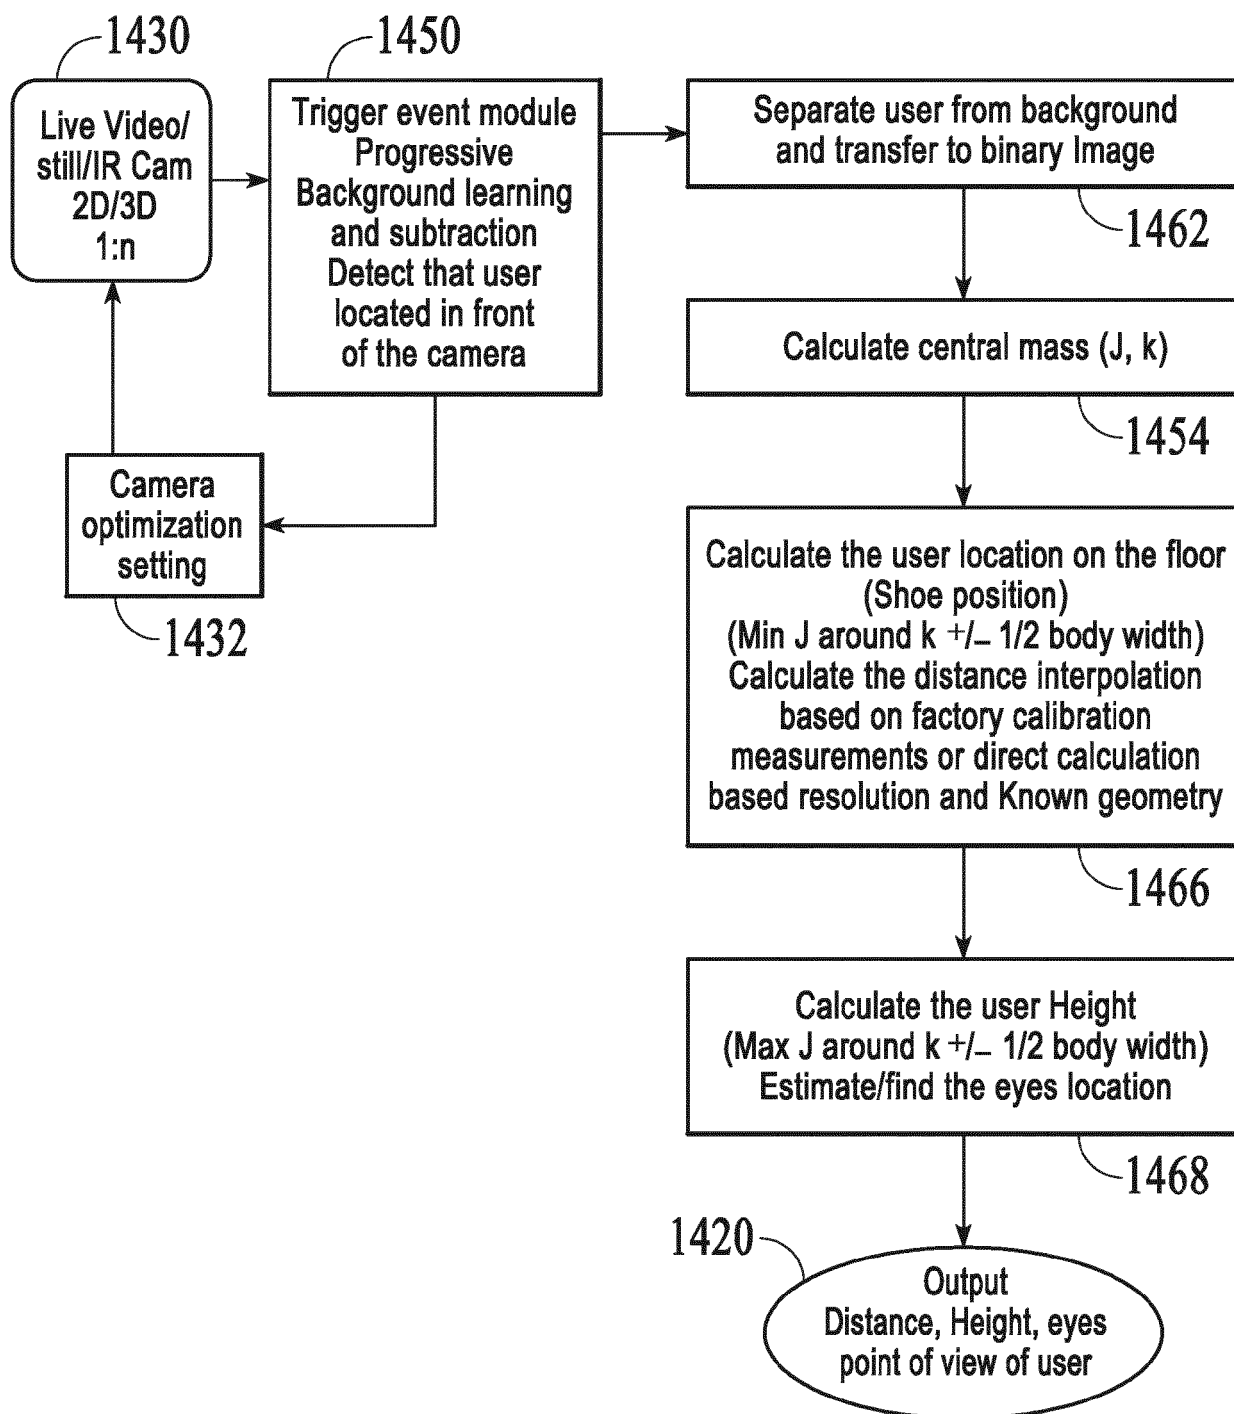 1430
Live Video/
still/IR Cam
2D/3D
1:n
1450
Trigger event module
Progressive
Background learning
and subtraction
Detect that user
located in front
of the camera
Camera
optimization
setting
1432
Separate user from background
and transfer to binary Image
1462
Calculate central mass (J, k)
1454
Calculate the user location on the floor
(Shoe position)
(Min J around k +/– 1/2 body width)
Calculate the distance interpolation
based on factory calibration
measurements or direct calculation
based resolution and Known geometry
1466
Calculate the user Height
(Max J around k +/– 1/2 body width)
Estimate/find the eyes location
1468
1420
Output
Distance, Height, eyes
point of view of user